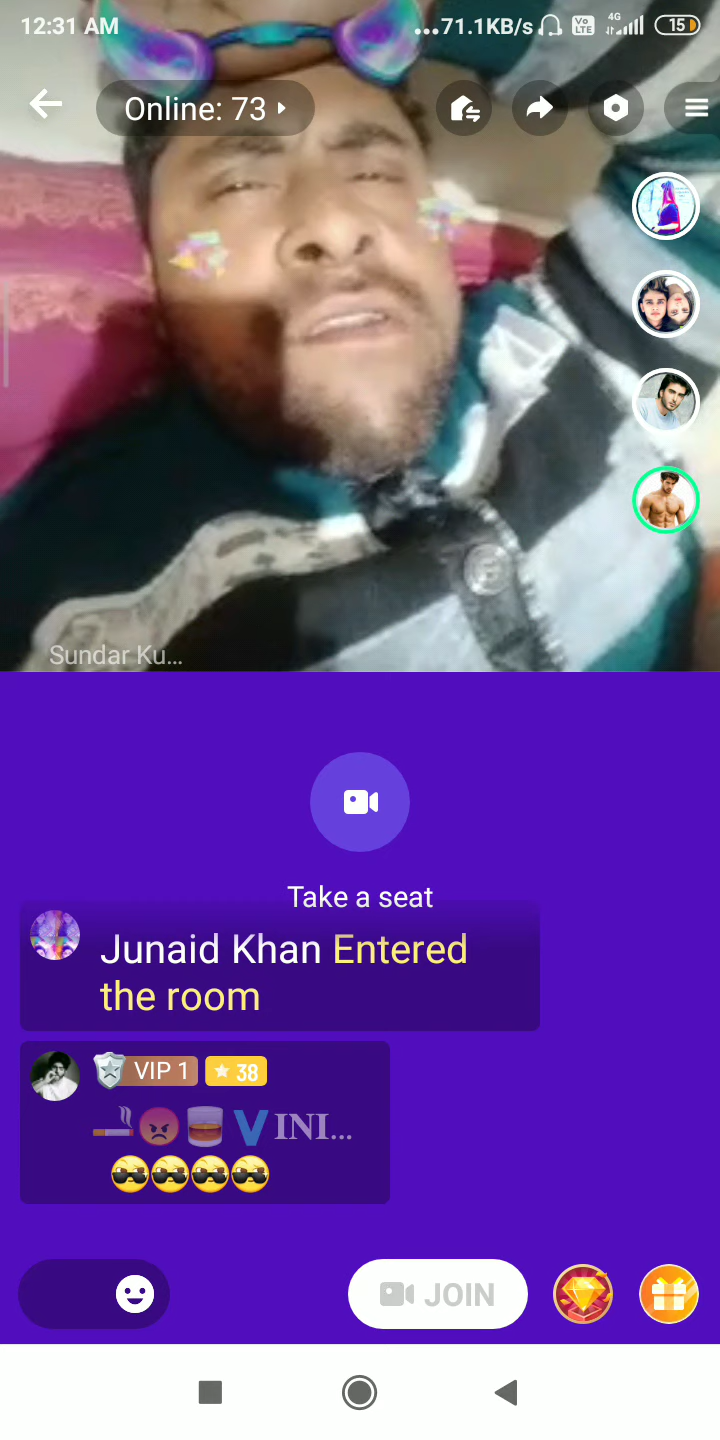 12:31 AM
...71.1KB/s
Vo
LTE
4G
15
Online: 73
Sundar Ku...
Take a seat
Junaid Khan Entered
the room
VIP 1
38
VINI...
JOIN